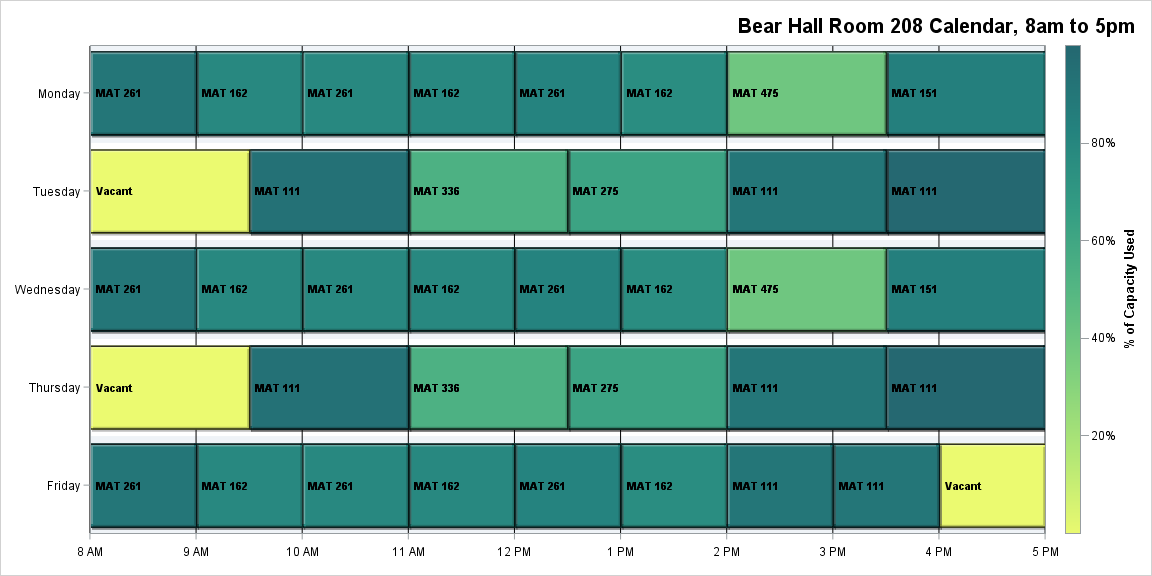 Bear Hall Room 208 Calendar, 8am to 5pm
Monday MAT 261 MAT 162 MAT 261 MAT 162 MAT 261 MAT 162 MAT 475 MAT 151
Tuesday Vacant MAT 111 MAT 336 MAT 275 MAT 111 MAT 111
Wednesday MAT 261 MAT 162 MAT 261 MAT 162 MAT 261 MAT 162 MAT 475 MAT 151
Thursday Vacant MAT 111 MAT 336 MAT 275 MAT 111 MAT 111
Friday MAT 261 MAT 162 MAT 261 MAT 162 MAT 261 MAT 162 MAT 111 MAT 111 Vacant
8 AM 9 AM 10 AM 11 AM 12 PM 1 PM 2 PM 3 PM 4 PM 5 PM
80%
60%
40%
20%
% of Capacity Used